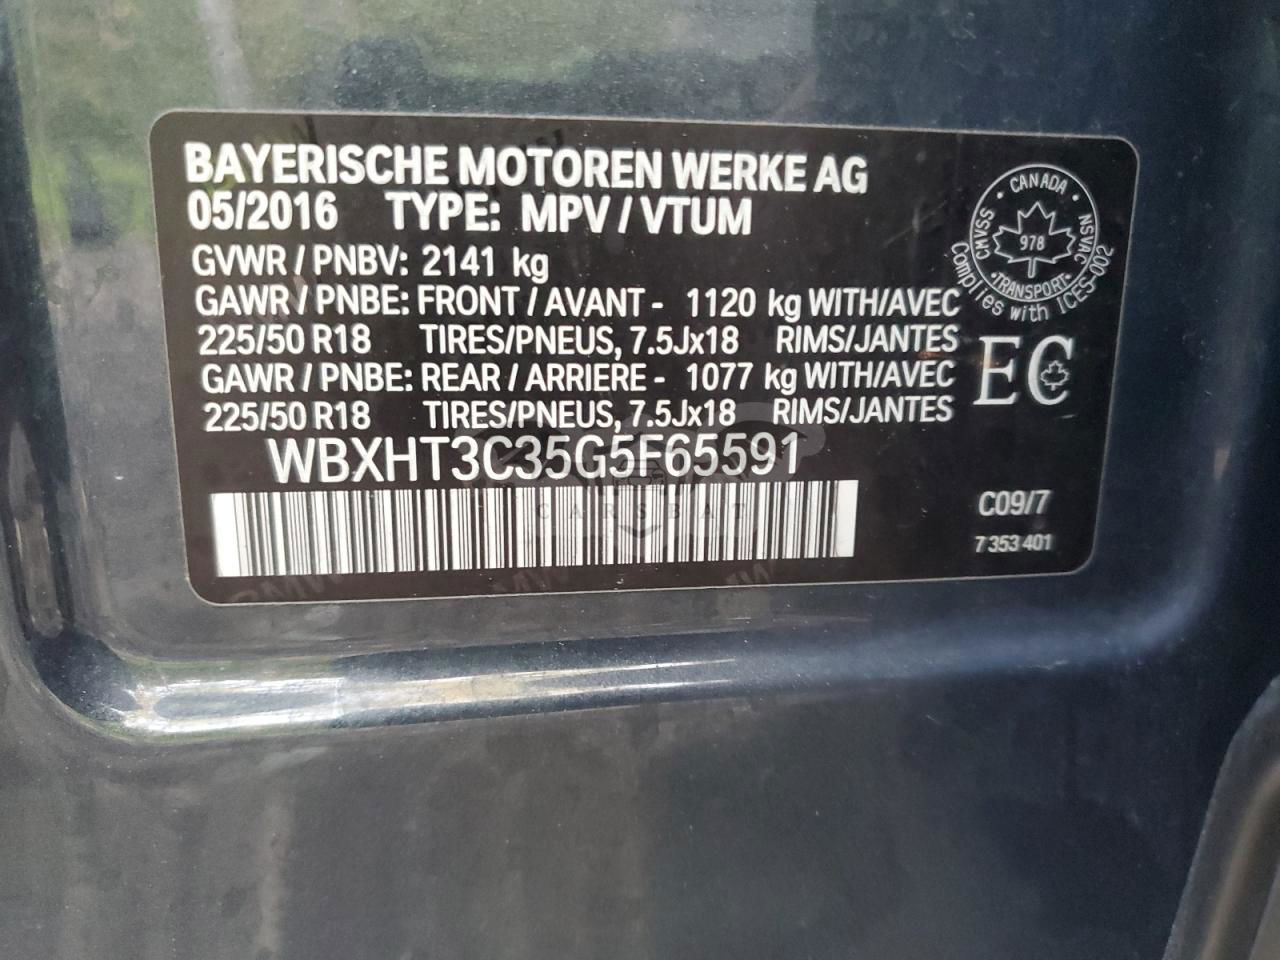 BAYERISCHE MOTOREN WERKE AG
05/2016 TYPE: MPV / VTUM
GVWR / PNBV: 2141 kg
GAWR / PNBE: FRONT / AVANT - 1120 kg WITH/AVEC
225/50 R18 TIRES/PNEUS, 7.5Jx18 RIMS/JANTES
GAWR / PNBE: REAR / ARRIERE - 1077 kg WITH/AVEC
225/50 R18 TIRES/PNEUS, 7.5Jx18 RIMS/JANTES
WBXHT3C35G5F65591
CARSBAT
CANADA
CMVSS
NSVAC
978
TRANSPORT
Complies with ICES-002
EC
C09/7
7 353 401
BMW